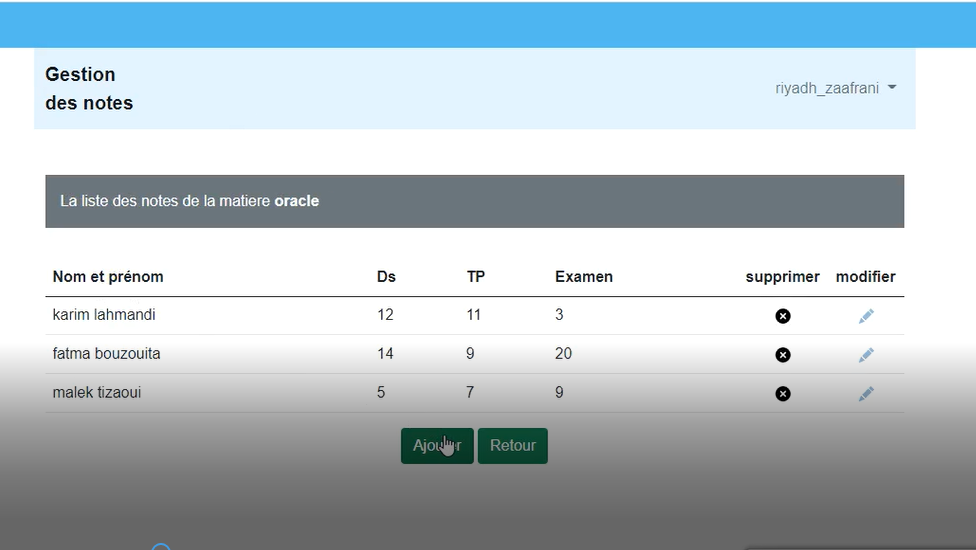 Gestion
des notes
riyadh_zaafrani
La liste des notes de la matiere oracle
Nom et prénom Ds TP Examen supprimer modifier
karim lahmandi 12 11 3
fatma bouzouita 14 9 20
malek tizaoui 5 7 9
Ajouter Retour